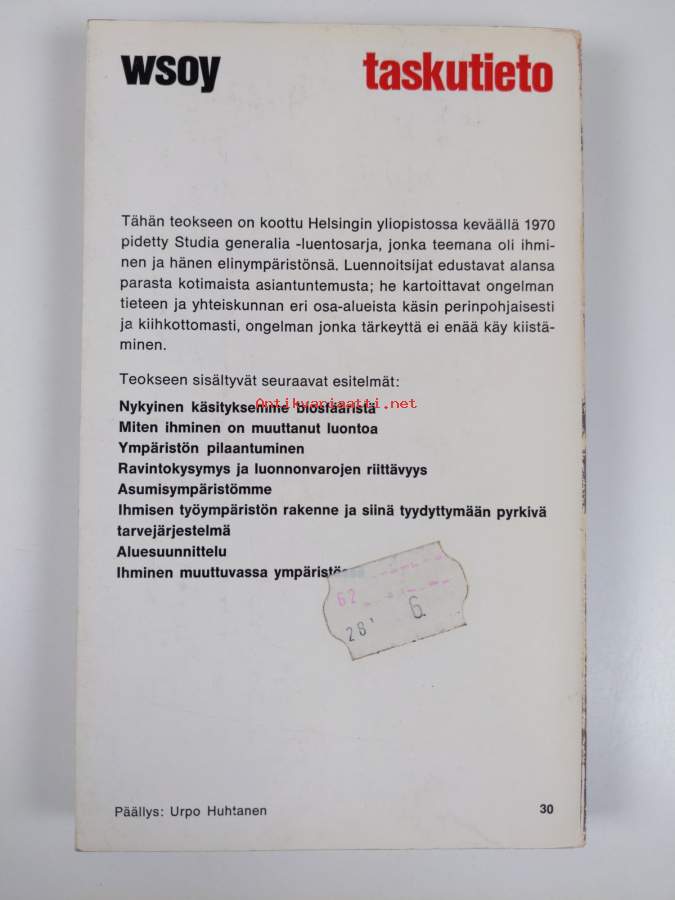 wsoy taskutieto
Tähän teokseen on koottu Helsingin yliopistossa keväällä 1970
pidetty Studia generalia -luentosarja, jonka teemana oli ihmi-
nen ja hänen elinympäristönsä. Luennoitsijat edustavat alansa
parasta kotimaista asiantuntemusta; he kartoittavat ongelman
tieteen ja yhteiskunnan eri osa-alueista käsin perinpohjaisesti
ja kiihkottomasti, ongelman jonka tärkeyttä ei enää käy kiistä-
minen.
Teokseen sisältyvät seuraavat esitelmät:
Antikvariaatti.net
Nykyinen käsityksemme biosfääristä
Miten ihminen on muuttanut luontoa
Ympäristön pilaantuminen
Ravintokysymys ja luonnonvarojen riittävyys
Asumisympäristömme
Ihmisen työympäristön rakenne ja siinä tyydyttymään pyrkivä
tarvejärjestelmä
Aluesuunnittelu
Ihminen muuttuvassa ympäristössä
62
28' 6
Päällys: Urpo Huhtanen 30